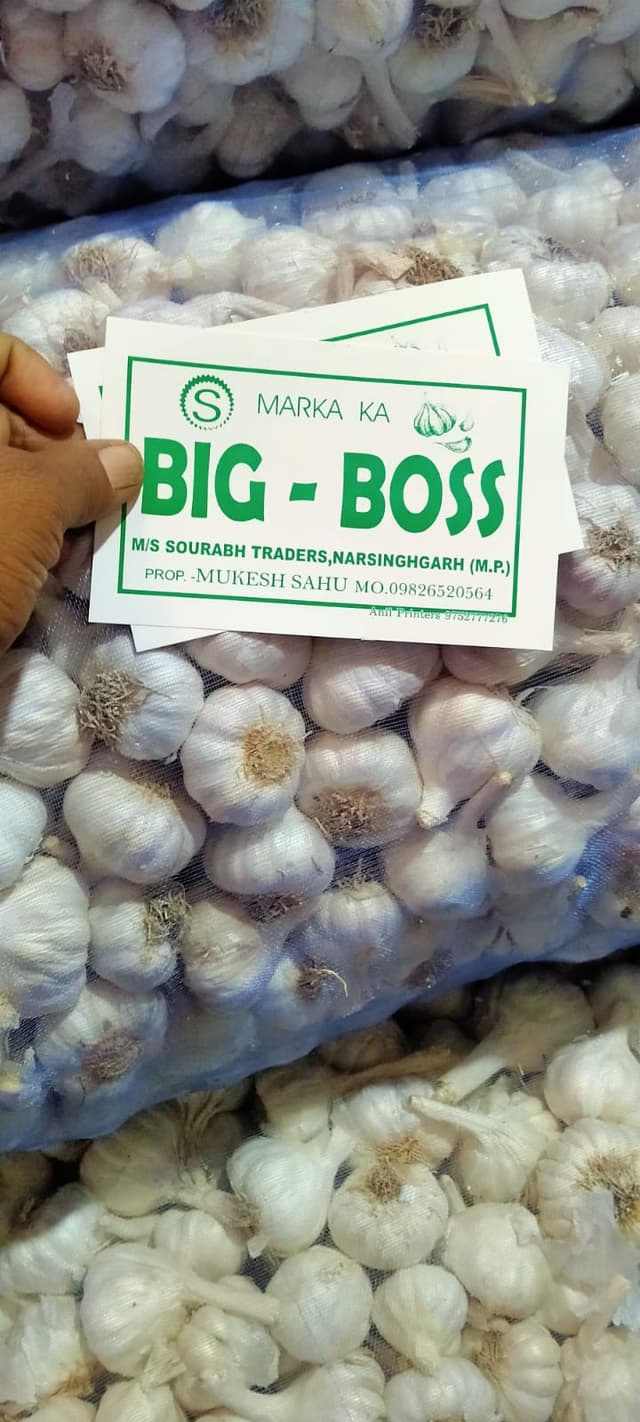 S MARKA KA
BIG - BOSS
M/S SOURABH TRADERS,NARSINGHGARH (M.P.)
PROP. -MUKESH SAHU MO.09826520564
Anil Printers 9752777276